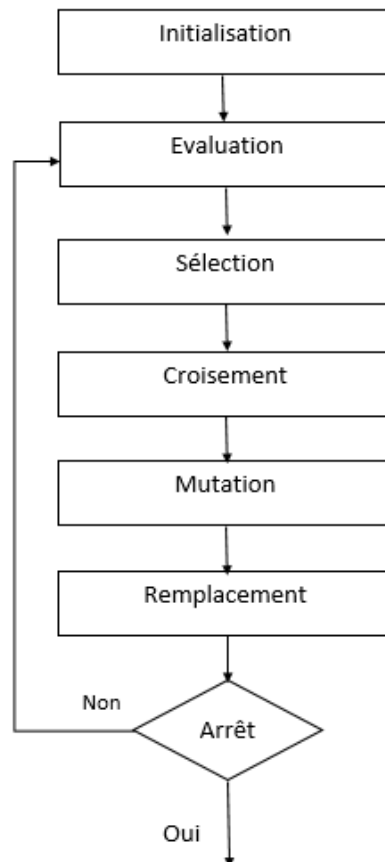 Initialisation
Evaluation
Sélection
Croisement
Mutation
Remplacement
Non
Arrêt
Oui